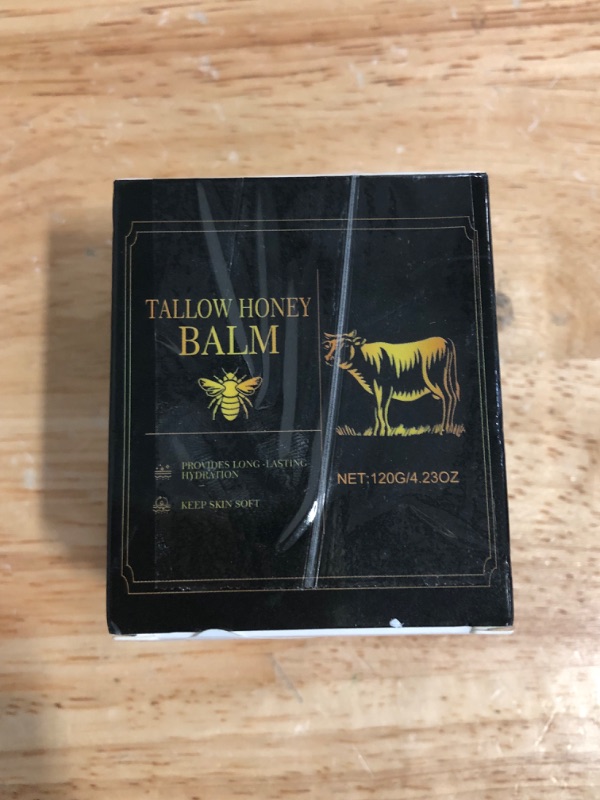 TALLOW HONEY
BALM
PROVIDES LONG-LASTING
HYDRATION
KEEP SKIN SOFT
NET:120G/4.23OZ